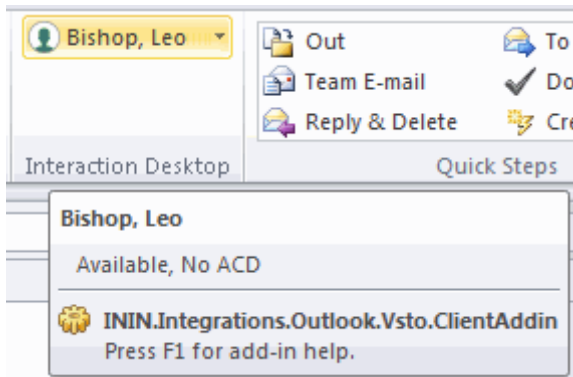 Bishop, Leo
Out
To
Team E-mail
Do
Reply & Delete
Cre
Interaction Desktop
Quick Steps
Bishop, Leo
Available, No ACD
ININ.Integrations.Outlook.Vsto.ClientAddin
Press F1 for add-in help.